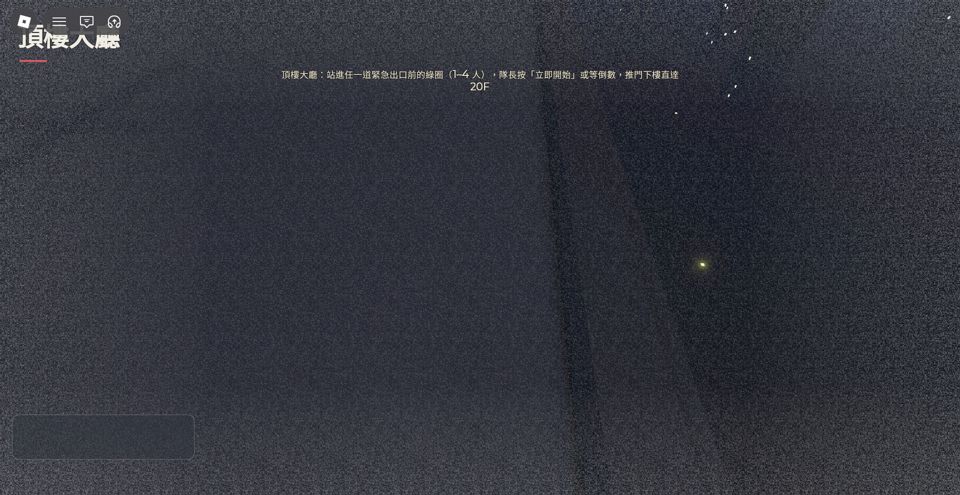 頂樓大廳
頂樓大廳：站進任一道緊急出口前的綠圈（1–4 人），隊長按「立即開始」或等倒數，推門下樓直達
20F